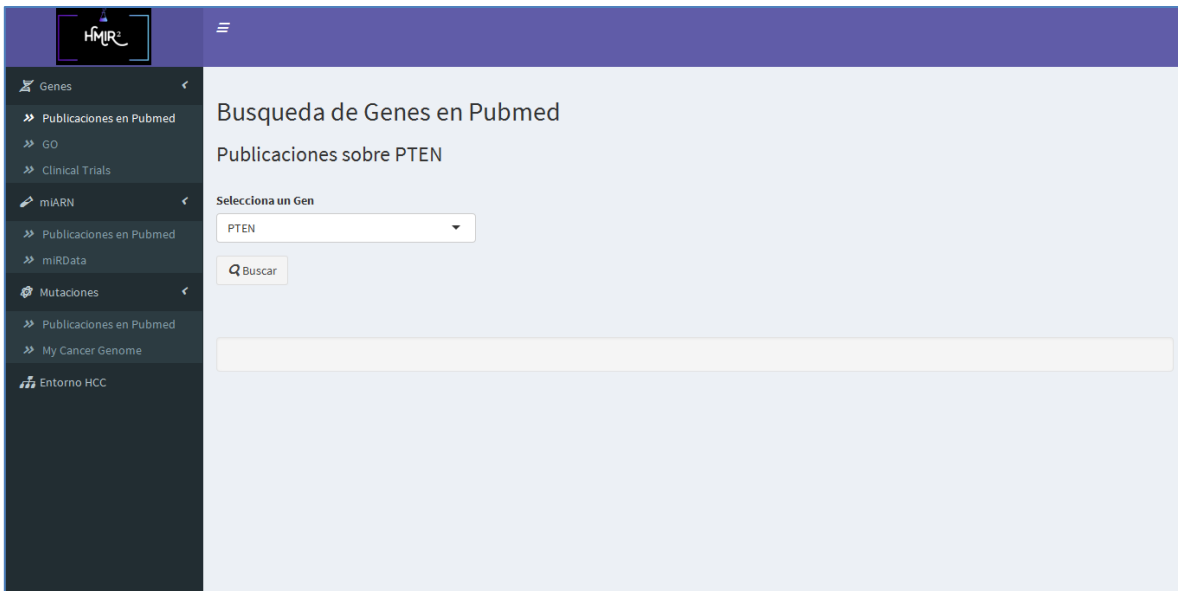 HMIR²
Genes
Publicaciones en Pubmed
GO
Clinical Trials
miARN
Publicaciones en Pubmed
miRData
Mutaciones
Publicaciones en Pubmed
My Cancer Genome
Entorno HCC
Busqueda de Genes en Pubmed
Publicaciones sobre PTEN
Selecciona un Gen
PTEN
Buscar